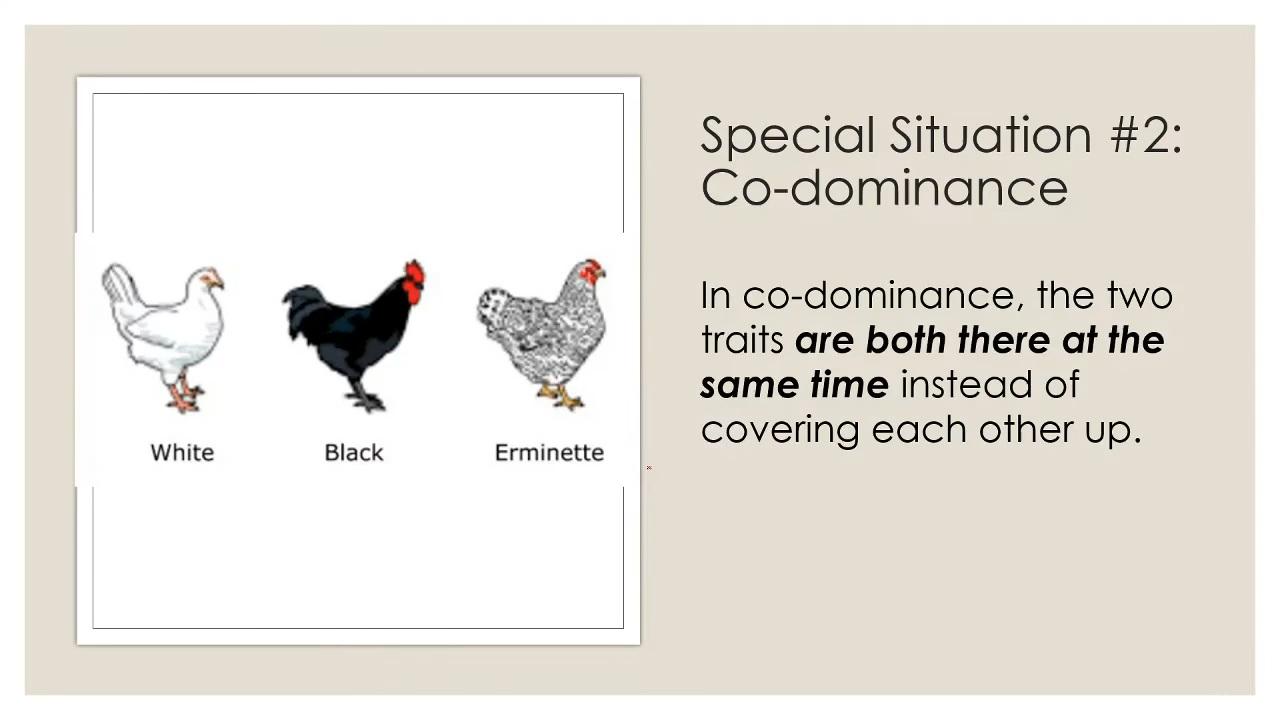 Special Situation #2:
Co-dominance
In co-dominance, the two
traits are both there at the
same time instead of
covering each other up.
White Black Erminette